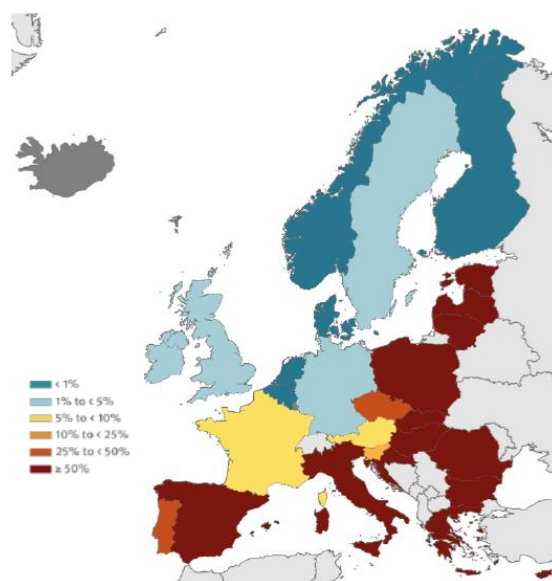 < 1%
1% to < 5%
5% to < 10%
10% to < 25%
25% to < 50%
≥ 50%